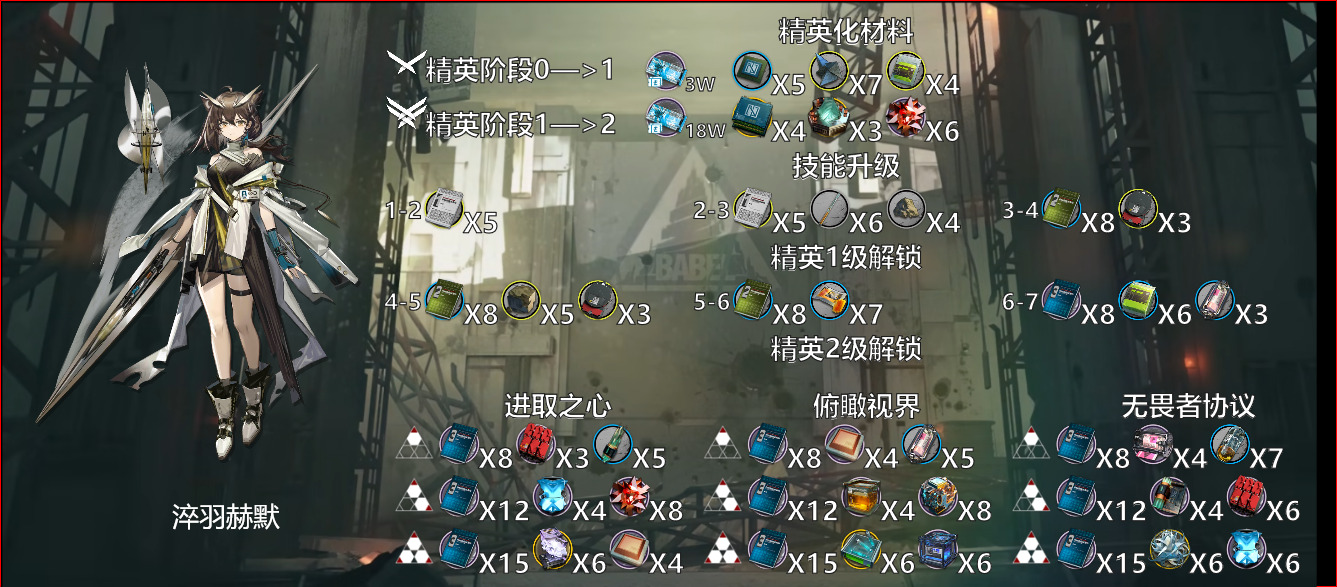 精英化材料
精英阶段0—>1 3W X5 X7 X4
精英阶段1—>2 18W X4 X3 X6
技能升级
1-2 X5 2-3 X5 X6 X4 3-4 X8 X3
精英1级解锁
4-5 X8 X5 X3 5-6 X8 X7 6-7 X8 X6 X3
精英2级解锁
进取之心 俯瞰视界 无畏者协议
X8 X3 X5 X8 X4 X5 X8 X4 X7
X12 X4 X8 X12 X4 X8 X12 X4 X6
淬羽赫默
X15 X6 X4 X15 X6 X6 X15 X6 X6